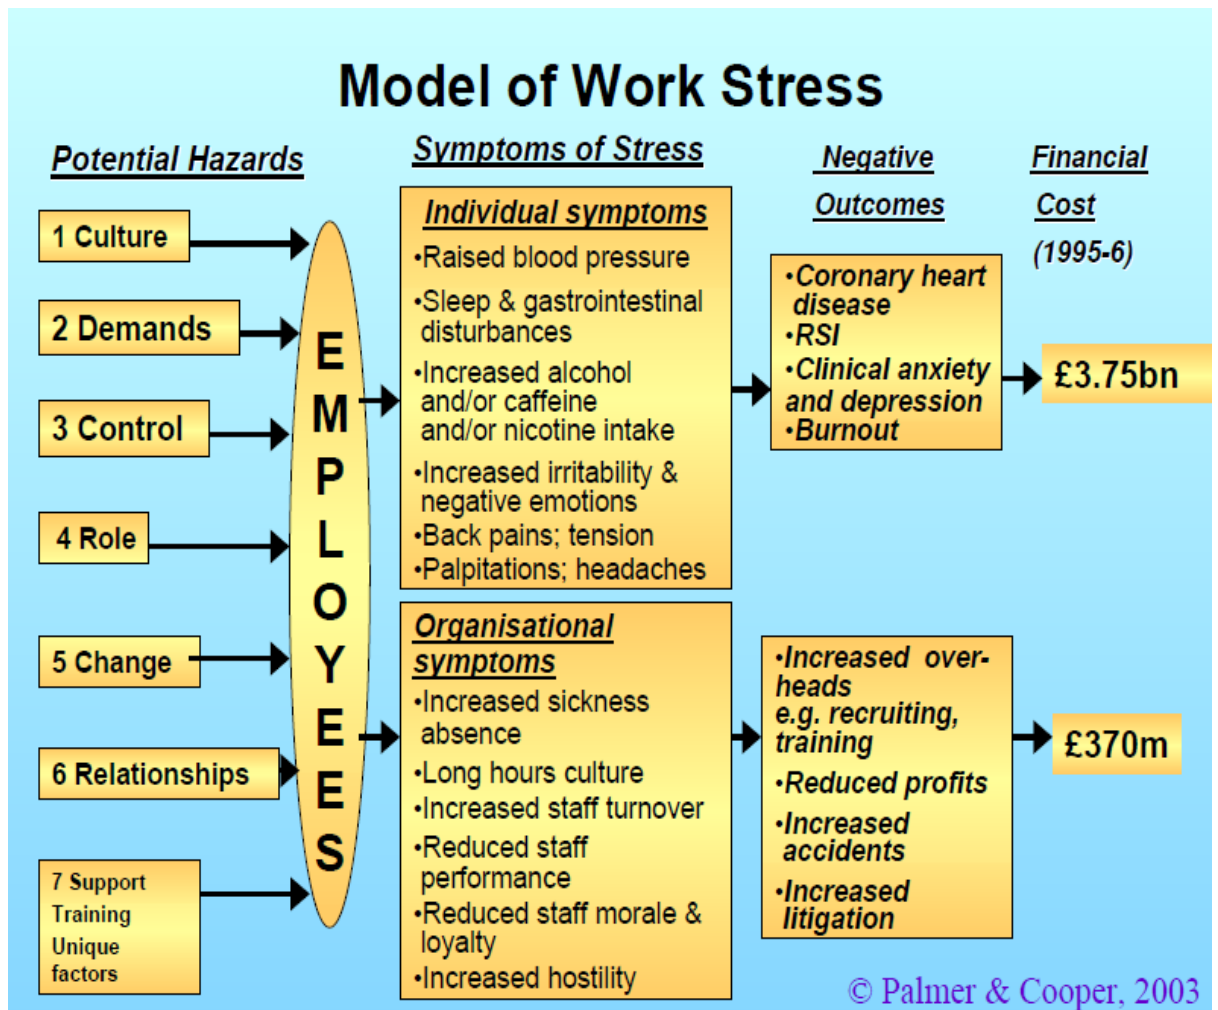 Model of Work Stress
Potential Hazards
1 Culture
2 Demands
3 Control
4 Role
5 Change
6 Relationships
7 Support
Training
Unique
factors
EMPLOYEES
Symptoms of Stress
Individual symptoms
•Raised blood pressure
•Sleep & gastrointestinal
disturbances
•Increased alcohol
and/or caffeine
and/or nicotine intake
•Increased irritability &
negative emotions
•Back pains; tension
•Palpitations; headaches
Organisational
symptoms
•Increased sickness
absence
•Long hours culture
•Increased staff turnover
•Reduced staff
performance
•Reduced staff morale &
loyalty
•Increased hostility
Negative
Outcomes
•Coronary heart
disease
•RSI
•Clinical anxiety
and depression
•Burnout
•Increased over-
heads
e.g. recruiting,
training
•Reduced profits
•Increased
accidents
•Increased
litigation
Financial
Cost
(1995-6)
£3.75bn
£370m
© Palmer & Cooper, 2003